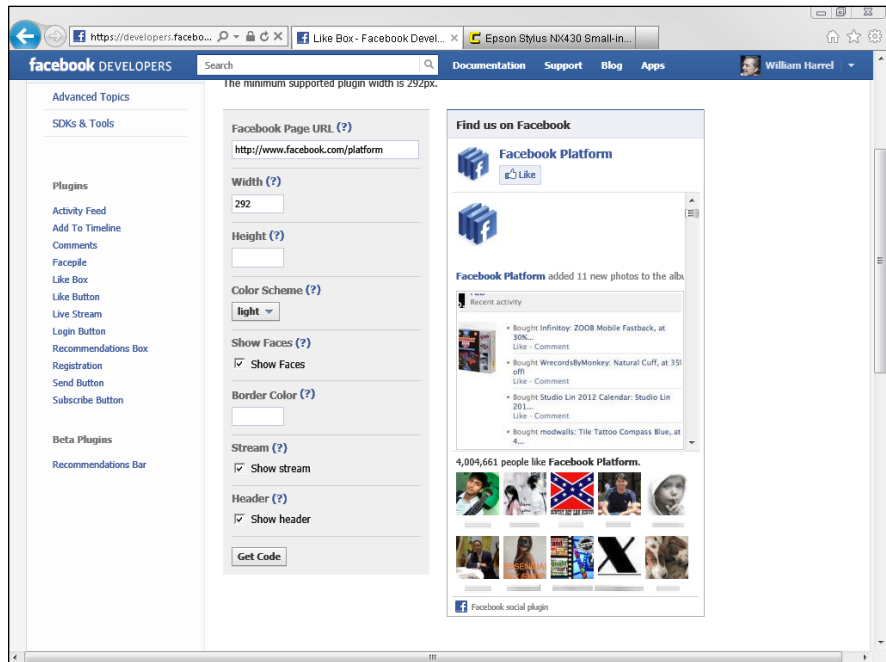 https://developers.facebo...
Like Box - Facebook Devel...
Epson Stylus NX430 Small-in...
facebook DEVELOPERS
Search
Documentation
Support
Blog
Apps
William Harrel
Advanced Topics
SDKs & Tools
Plugins
Activity Feed
Add To Timeline
Comments
Facepile
Like Box
Like Button
Live Stream
Login Button
Recommendations Box
Registration
Send Button
Subscribe Button
Beta Plugins
Recommendations Bar
The minimum supported plugin width is 292px.
Facebook Page URL (?)
http://www.facebook.com/platform
Width (?)
292
Height (?)
Color Scheme (?)
light
Show Faces (?)
Show Faces
Border Color (?)
Stream (?)
Show stream
Header (?)
Show header
Get Code
Find us on Facebook
Facebook Platform
Like
Facebook Platform added 11 new photos to the albu
Recent activity
• Bought Infinitoy: ZOOB Mobile Fastback, at
30%...
Like - Comment
• Bought WrecordsByMonkey: Natural Cuff, at 35%
off!
Like - Comment
• Bought Studio Lin 2012 Calendar: Studio Lin
201...
Like - Comment
• Bought modwalls: Tile Tattoo Compass Blue, at
4...
4,004,661 people like Facebook Platform.
Facebook social plugin